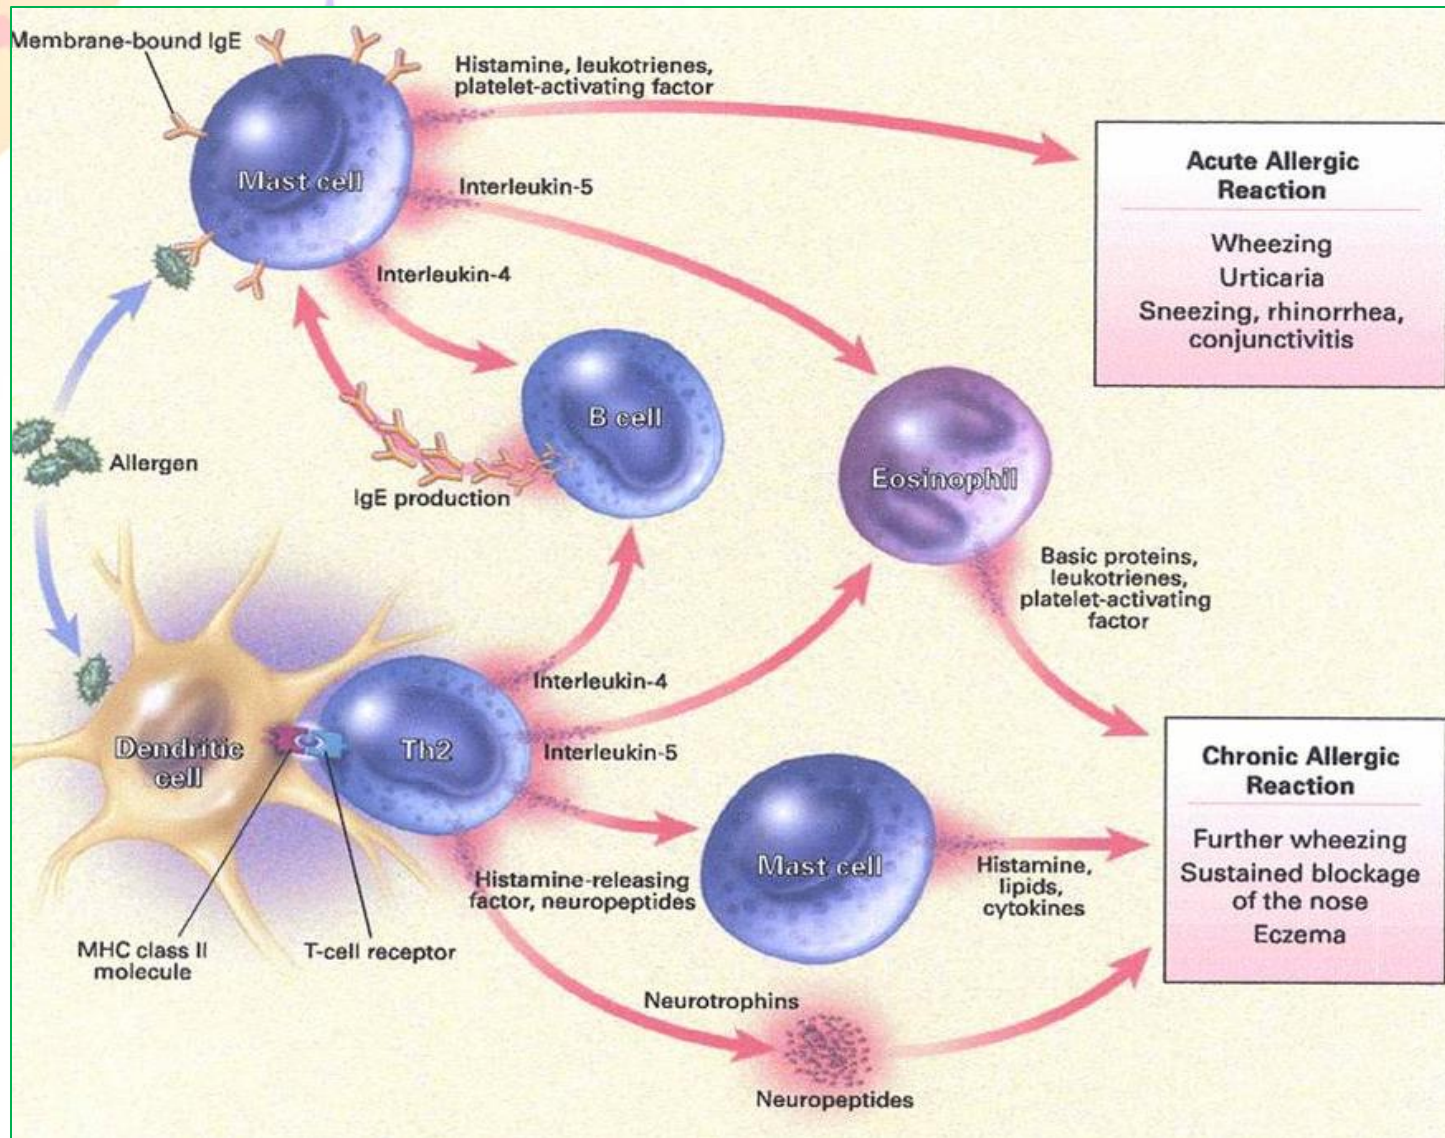 Membrane-bound IgE
Histamine, leukotrienes,
platelet-activating factor
Mast cell
Interleukin-5
Interleukin-4
Acute Allergic
Reaction
Wheezing
Urticaria
Sneezing, rhinorrhea,
conjunctivitis
B cell
Eosinophil
Allergen
IgE production
Basic proteins,
leukotrienes,
platelet-activating
factor
Interleukin-4
Interleukin-5
Dendritic
cell
Th2
Chronic Allergic
Reaction
Further wheezing
Sustained blockage
of the nose
Eczema
Mast cell
Histamine-releasing
factor, neuropeptides
Histamine,
lipids,
cytokines
MHC class II
molecule
T-cell receptor
Neurotrophins
Neuropeptides